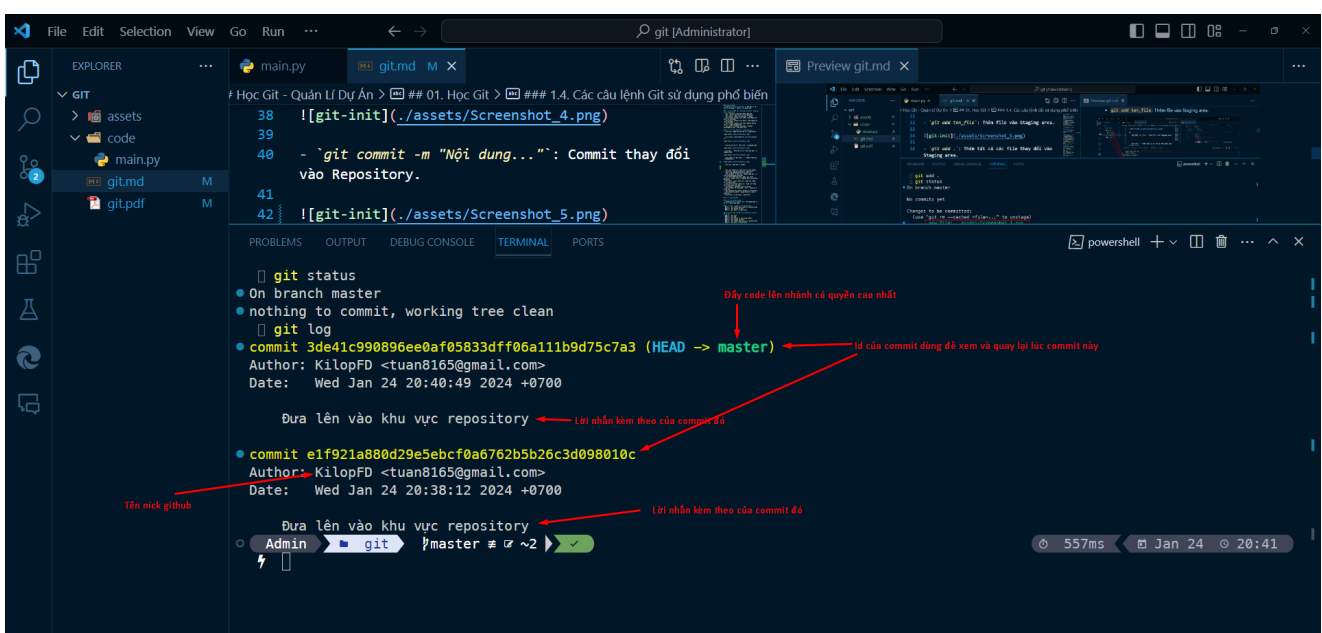 File Edit Selection View Go Run ··· git [Administrator]
EXPLORER ···
main.py
git.md M
Preview git.md
GIT
assets
code
main.py
git.md M
git.pdf M
Học Git - Quản Lí Dự Án > ## 01. Học Git > ### 1.4. Các câu lệnh Git sử dụng phổ biến
38 ![git-init](./assets/Screenshot_4.png)
39
40 - `git commit -m "Nội dung..."`: Commit thay đổi
vào Repository.
41
42 ![git-init](./assets/Screenshot_5.png)
PROBLEMS OUTPUT DEBUG CONSOLE TERMINAL PORTS
powershell
git status
On branch master
nothing to commit, working tree clean
git log
commit 3de41c990896ee0af05833dff06a111b9d75c7a3 (HEAD -> master)
Author: KilopFD <tuan8165@gmail.com>
Date: Wed Jan 24 20:40:49 2024 +0700
Đưa lên vào khu vực repository
commit e1f921a880d29e5ebcf0a6762b5b26c3d098010c
Author: KilopFD <tuan8165@gmail.com>
Date: Wed Jan 24 20:38:12 2024 +0700
Đưa lên vào khu vực repository
Admin git master ≢ ~2 ✓
557ms Jan 24 20:41
Đẩy code lên nhánh có quyền cao nhất
Id của commit dùng để xem và quay lại lúc commit này
Lời nhắn kèm theo của commit đó
Tên nick github
Lời nhắn kèm theo của commit đó
2